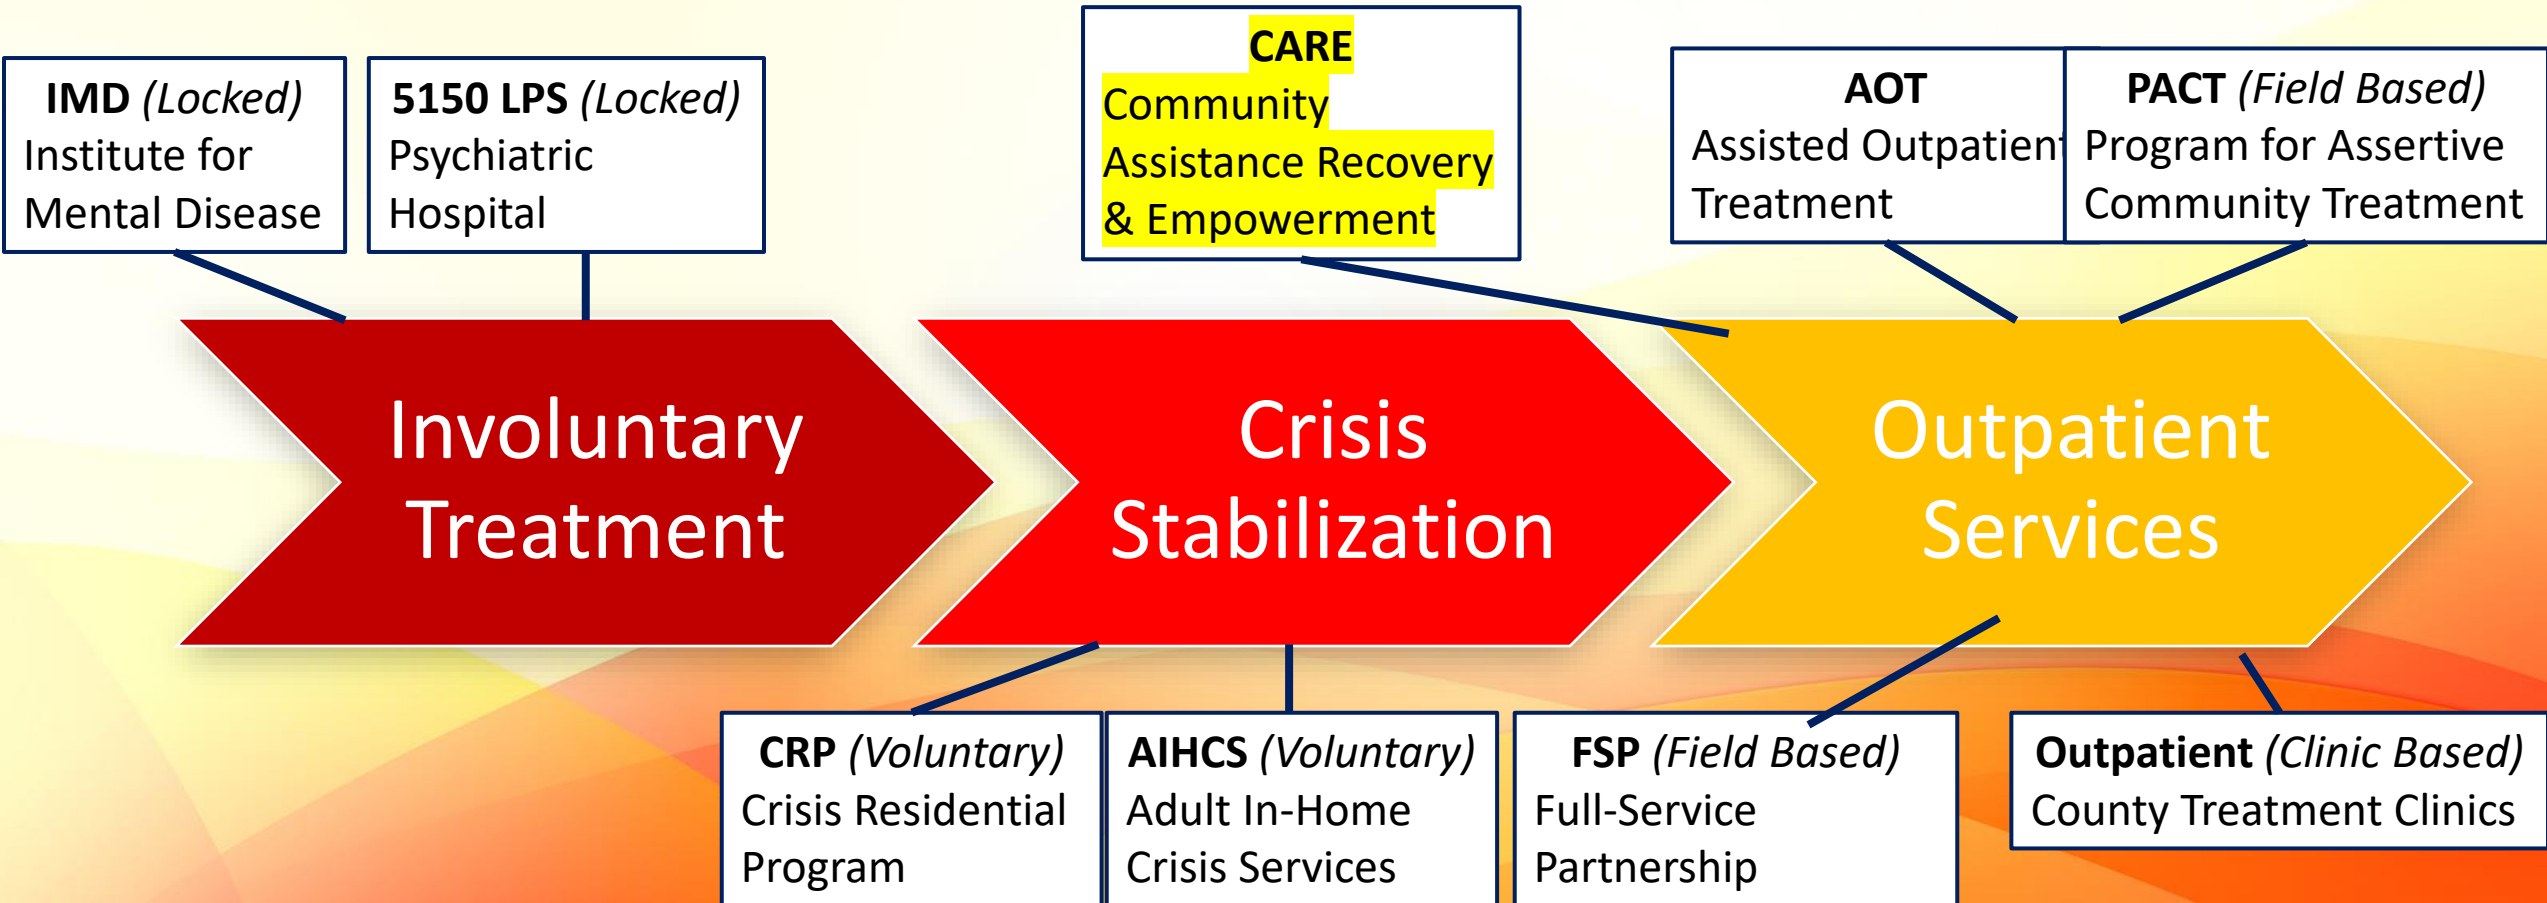 IMD (Locked)
Institute for
Mental Disease
5150 LPS (Locked)
Psychiatric
Hospital
CARE
Community
Assistance Recovery
& Empowerment
AOT
Assisted Outpatient
Treatment
PACT (Field Based)
Program for Assertive
Community Treatment
Involuntary
Treatment
Crisis
Stabilization
Outpatient
Services
CRP (Voluntary)
Crisis Residential
Program
AIHCS (Voluntary)
Adult In-Home
Crisis Services
FSP (Field Based)
Full-Service
Partnership
Outpatient (Clinic Based)
County Treatment Clinics